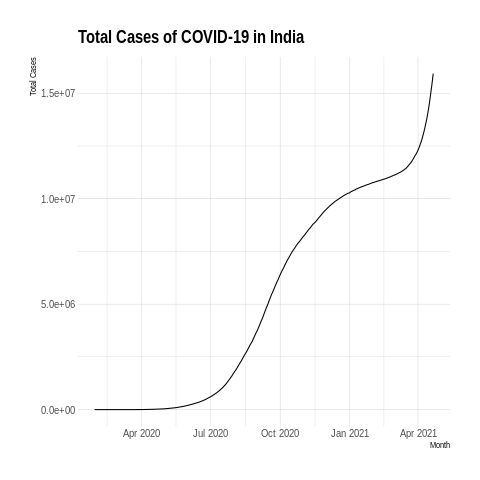 Total Cases of COVID-19 in India
Total Cases
1.5e+07
1.0e+07
5.0e+06
0.0e+00
Apr 2020 Jul 2020 Oct 2020 Jan 2021 Apr 2021
Month